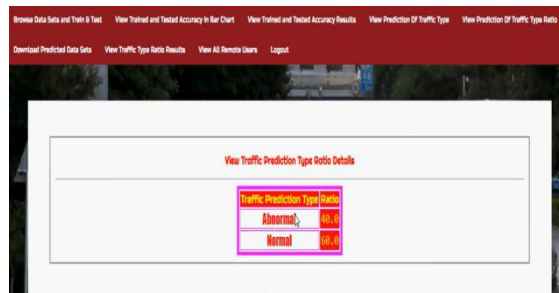 Browse Data Sets and Train & Test View Trained and Tested Accuracy in Bar Chart View Trained and Tested Accuracy Results View Prediction Of Traffic Type View Prediction Of Traffic Type Ratio
Download Predicted Data Sets View Traffic Type Ratio Results View All Remote Users Logout
View Traffic Prediction Type Ratio Details
Traffic Prediction Type Ratio
Abnormal 40.0
Normal 60.0